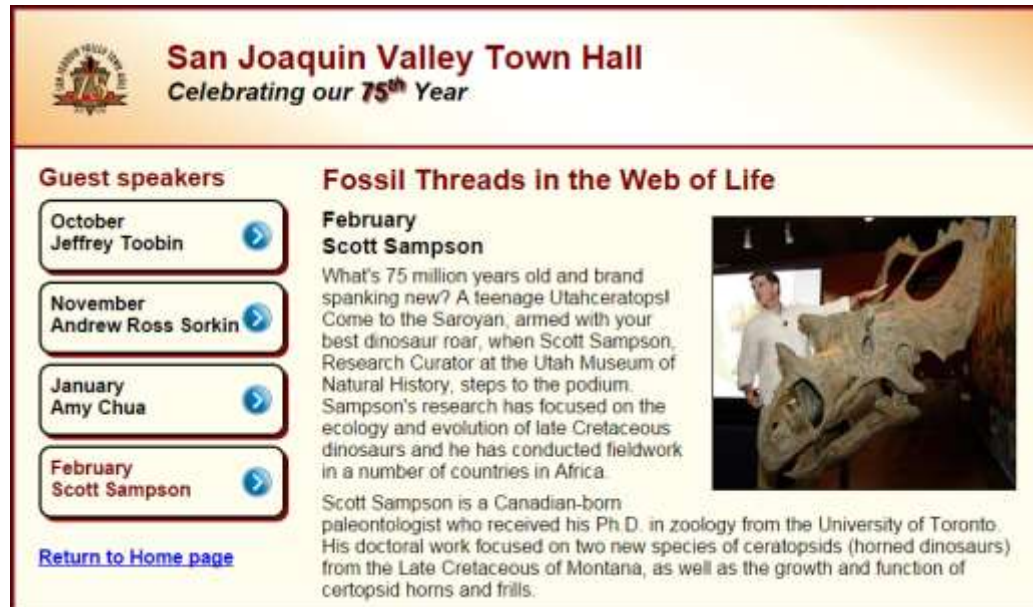 San Joaquin Valley Town Hall
Celebrating our 75th Year
Guest speakers
October
Jeffrey Toobin
November
Andrew Ross Sorkin
January
Amy Chua
February
Scott Sampson
Return to Home page
Fossil Threads in the Web of Life
February
Scott Sampson
What's 75 million years old and brand
spanking new? A teenage Utahceratops!
Come to the Saroyan, armed with your
best dinosaur roar, when Scott Sampson,
Research Curator at the Utah Museum of
Natural History, steps to the podium.
Sampson's research has focused on the
ecology and evolution of late Cretaceous
dinosaurs and he has conducted fieldwork
in a number of countries in Africa.
Scott Sampson is a Canadian-born
paleontologist who received his Ph.D. in zoology from the University of Toronto.
His doctoral work focused on two new species of ceratopsids (horned dinosaurs)
from the Late Cretaceous of Montana, as well as the growth and function of
certopsid horns and frills.